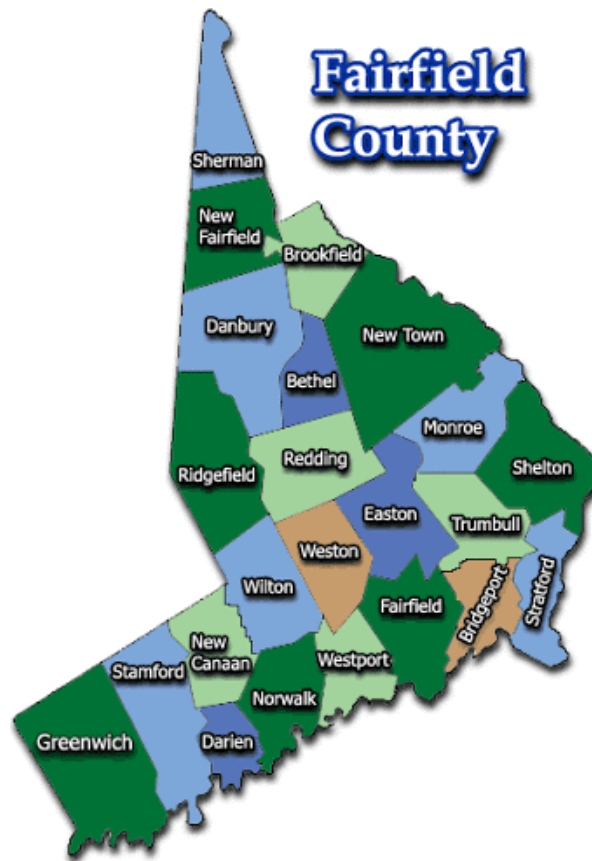 Fairfield
County
Sherman
New
Fairfield
Brookfield
Danbury
New Town
Bethel
Monroe
Redding
Ridgefield
Shelton
Easton
Trumbull
Weston
Wilton
Fairfield
Bridgeport
Stratford
New
Canaan
Westport
Stamford
Norwalk
Greenwich
Darien